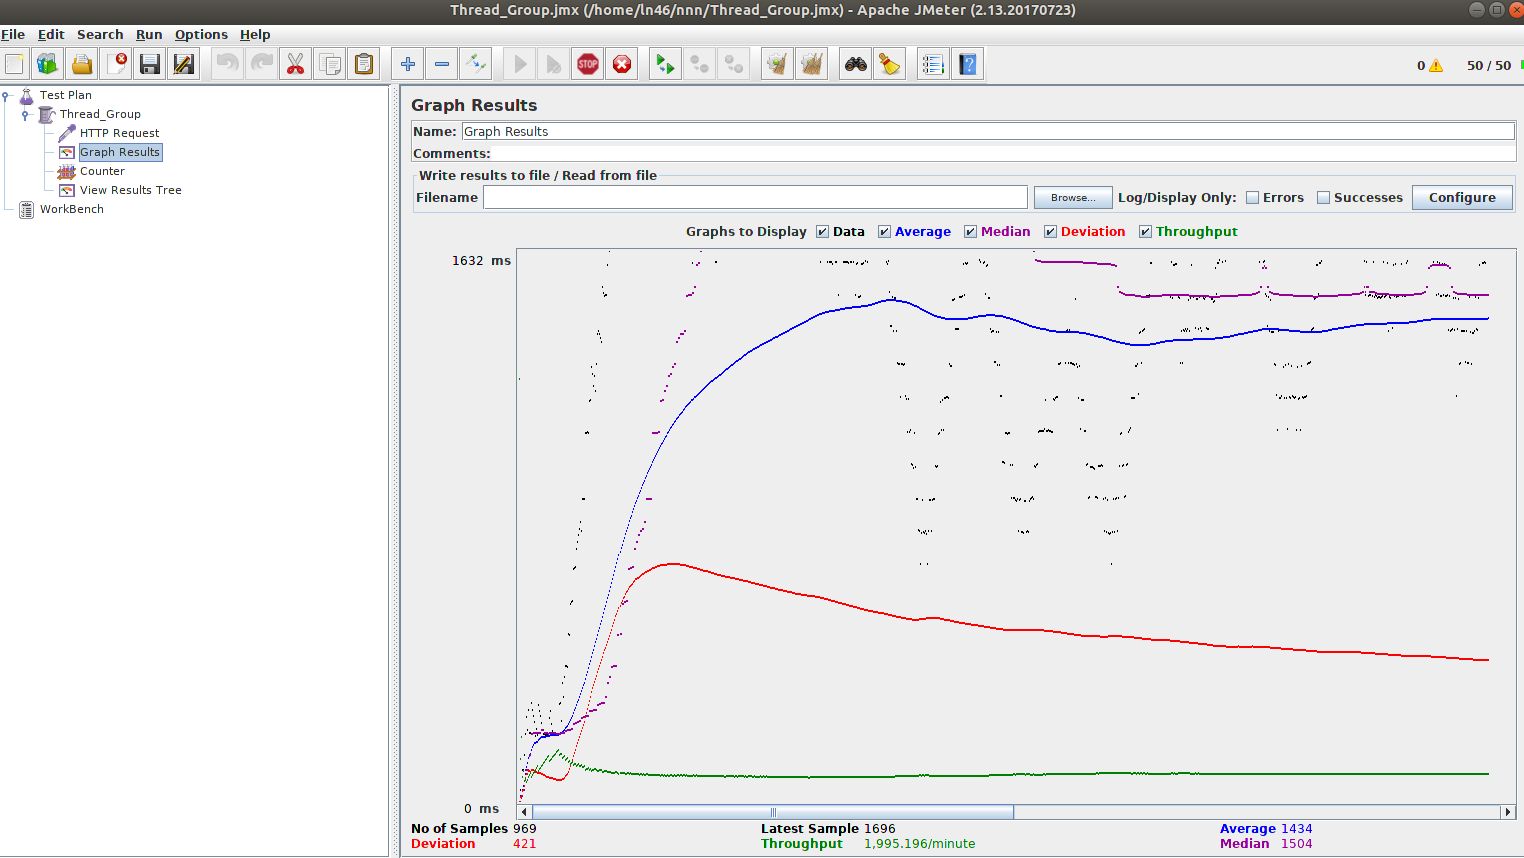 Thread_Group.jmx (/home/ln46/nnn/Thread_Group.jmx) - Apache JMeter (2.13.20170723)
File Edit Search Run Options Help
STOP
0 50 / 50
Test Plan
Thread_Group
HTTP Request
Graph Results
Counter
View Results Tree
WorkBench
Graph Results
Name: Graph Results
Comments:
Write results to file / Read from file
Filename Browse... Log/Display Only: Errors Successes Configure
Graphs to Display Data Average Median Deviation Throughput
1632 ms
0 ms
No of Samples 969 Latest Sample 1696 Average 1434
Deviation 421 Throughput 1,995.196/minute Median 1504